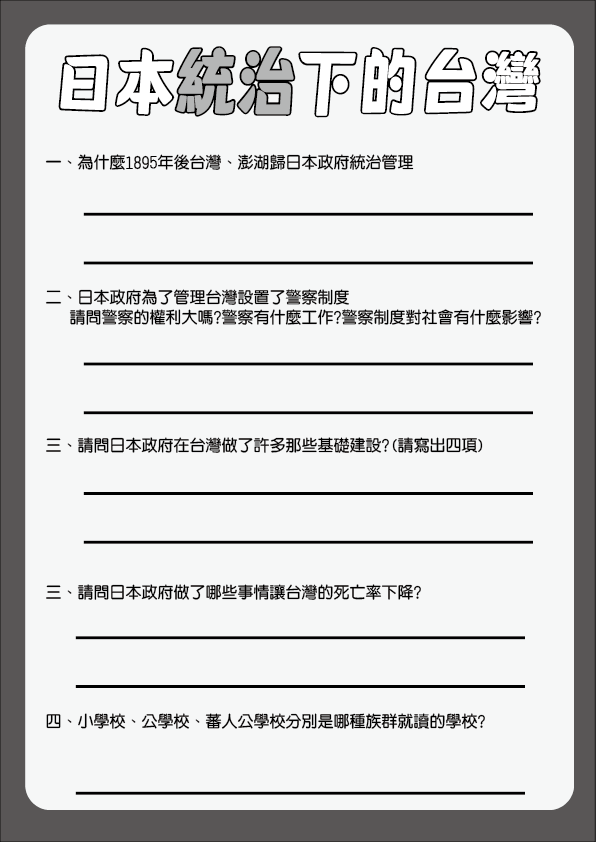 日本統治下的台灣
一、為什麼1895年後台灣、澎湖歸日本政府統治管理
二、日本政府為了管理台灣設置了警察制度
請問警察的權利大嗎?警察有什麼工作?警察制度對社會有什麼影響?
三、請問日本政府在台灣做了許多那些基礎建設?(請寫出四項)
三、請問日本政府做了哪些事情讓台灣的死亡率下降?
四、小學校、公學校、蕃人公學校分別是哪種族群就讀的學校?